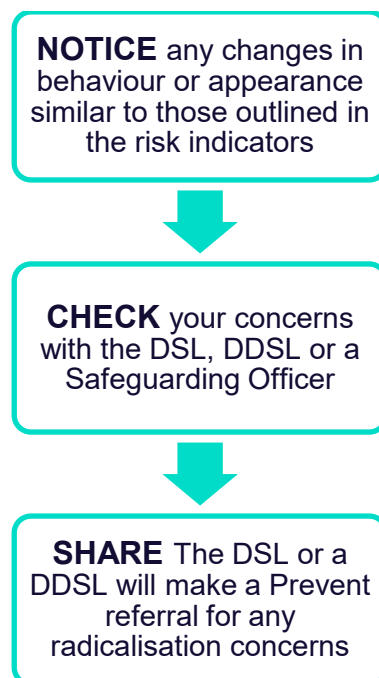 NOTICE any changes in
behaviour or appearance
similar to those outlined in
the risk indicators
CHECK your concerns
with the DSL, DDSL or a
Safeguarding Officer
SHARE The DSL or a
DDSL will make a Prevent
referral for any
radicalisation concerns